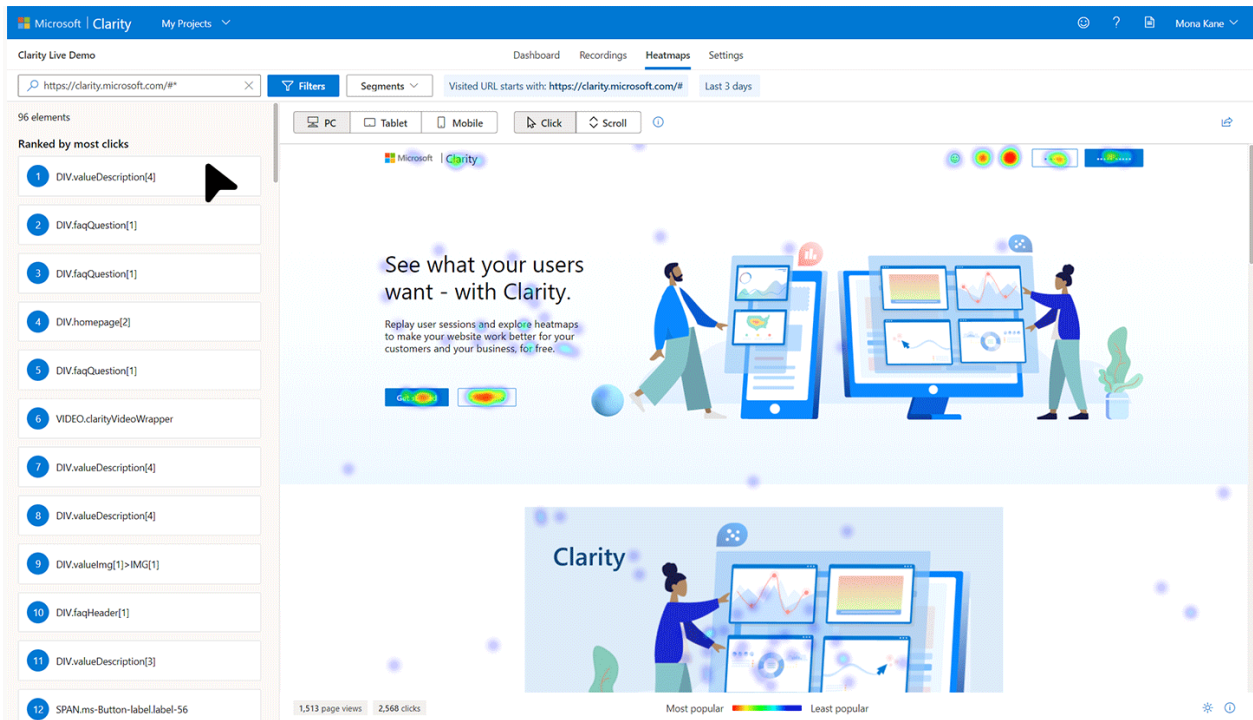 Microsoft | Clarity My Projects
Mona Kane
Clarity Live Demo
Dashboard Recordings Heatmaps Settings
https://clarity.microsoft.com/#*
Filters
Segments
Visited URL starts with: https://clarity.microsoft.com/#
Last 3 days
96 elements
Ranked by most clicks
1 DIV.valueDescription[4]
2 DIV.faqQuestion[1]
3 DIV.faqQuestion[1]
4 DIV.homepage[2]
5 DIV.faqQuestion[1]
6 VIDEO.clarityVideoWrapper
7 DIV.valueDescription[4]
8 DIV.valueDescription[4]
9 DIV.valueImg[1]>IMG[1]
10 DIV.faqHeader[1]
11 DIV.valueDescription[3]
12 SPAN.ms-Button-label.label-56
PC Tablet Mobile Click Scroll
Microsoft | Clarity
See what your users
want - with Clarity.
Replay user sessions and explore heatmaps
to make your website work better for your
customers and your business, for free.
Clarity
1,513 page views 2,568 clicks
Most popular Least popular